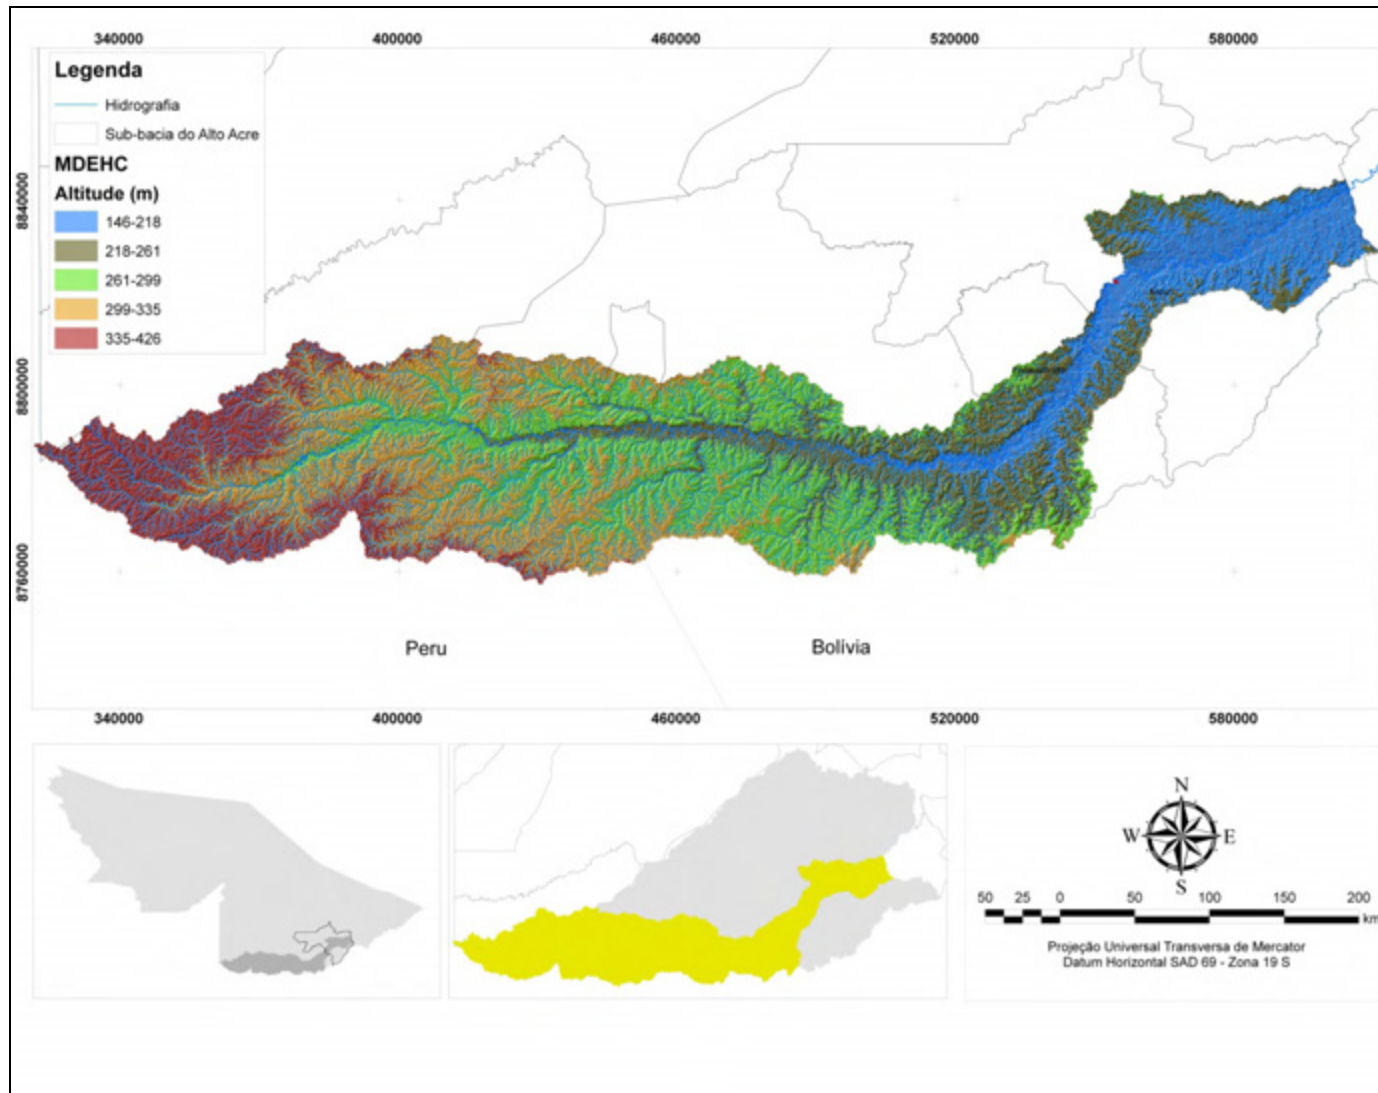 340000 400000 460000 520000 580000
Legenda
Hidrografia
Sub-bacia do Alto Acre
MDEHC
Altitude (m)
146-218
218-261
261-299
299-335
335-426
8840000
8800000
8760000
Peru
Bolívia
340000 400000 460000 520000 580000
N
W E
S
50 25 0 50 100 150 200
km
Projeção Universal Transversa de Mercator
Datum Horizontal SAD 69 - Zona 19 S